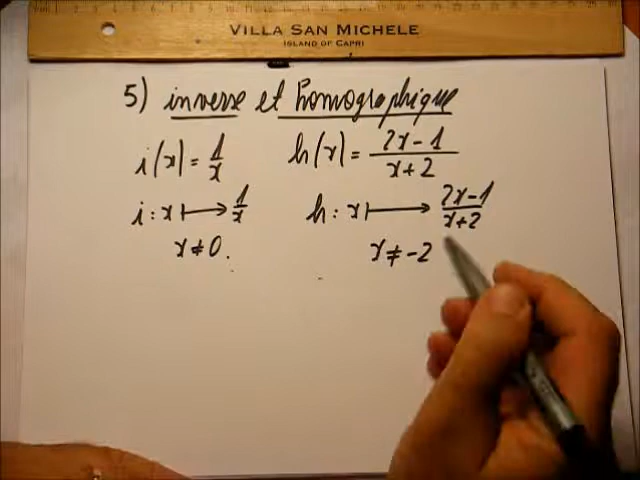 VILLA SAN MICHELE
ISLAND OF CAPRI
5) inverse et homographique
i(x) = 1/x h(x) = (2x-1)/(x+2)
i : x ↦ 1/x h : x ↦ (2x-1)/(x+2)
x ≠ 0. x ≠ -2